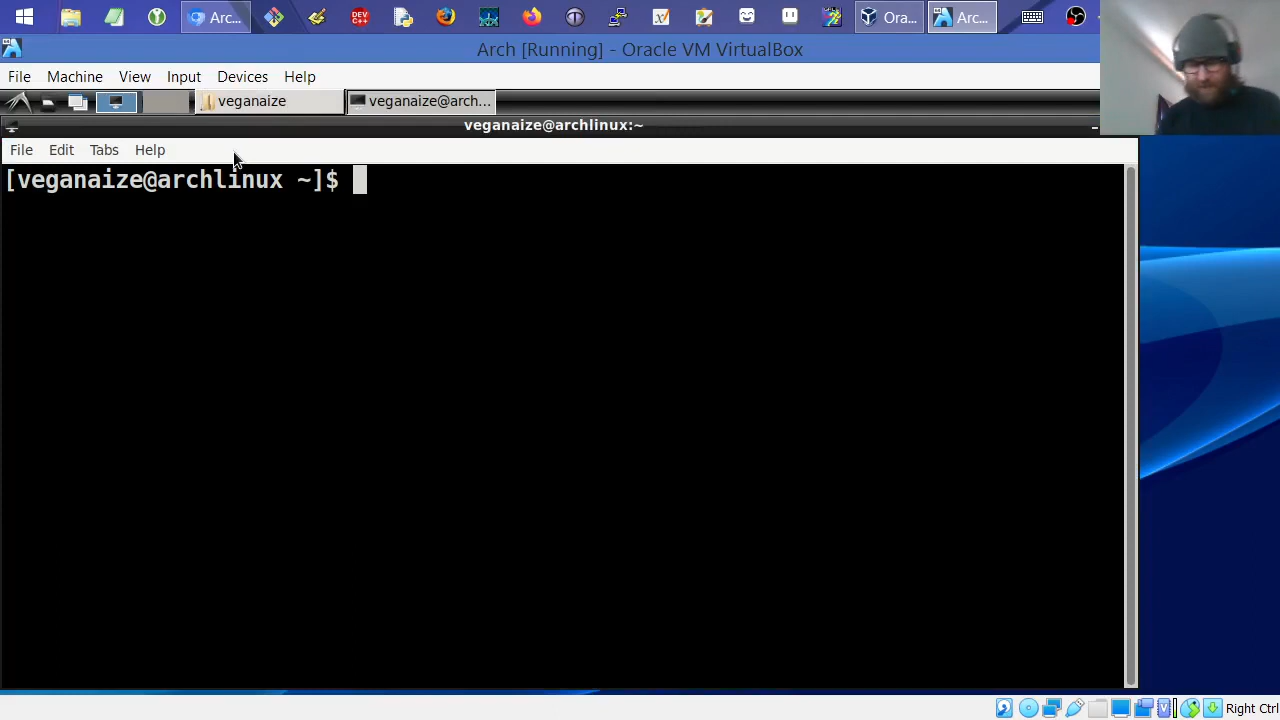 Arc...
DEV
C++
Ora...
Arc...
Arch [Running] - Oracle VM VirtualBox
File Machine View Input Devices Help
veganaize
veganaize@arch...
veganaize@archlinux:~
File Edit Tabs Help
[veganaize@archlinux ~]$
Right Ctrl